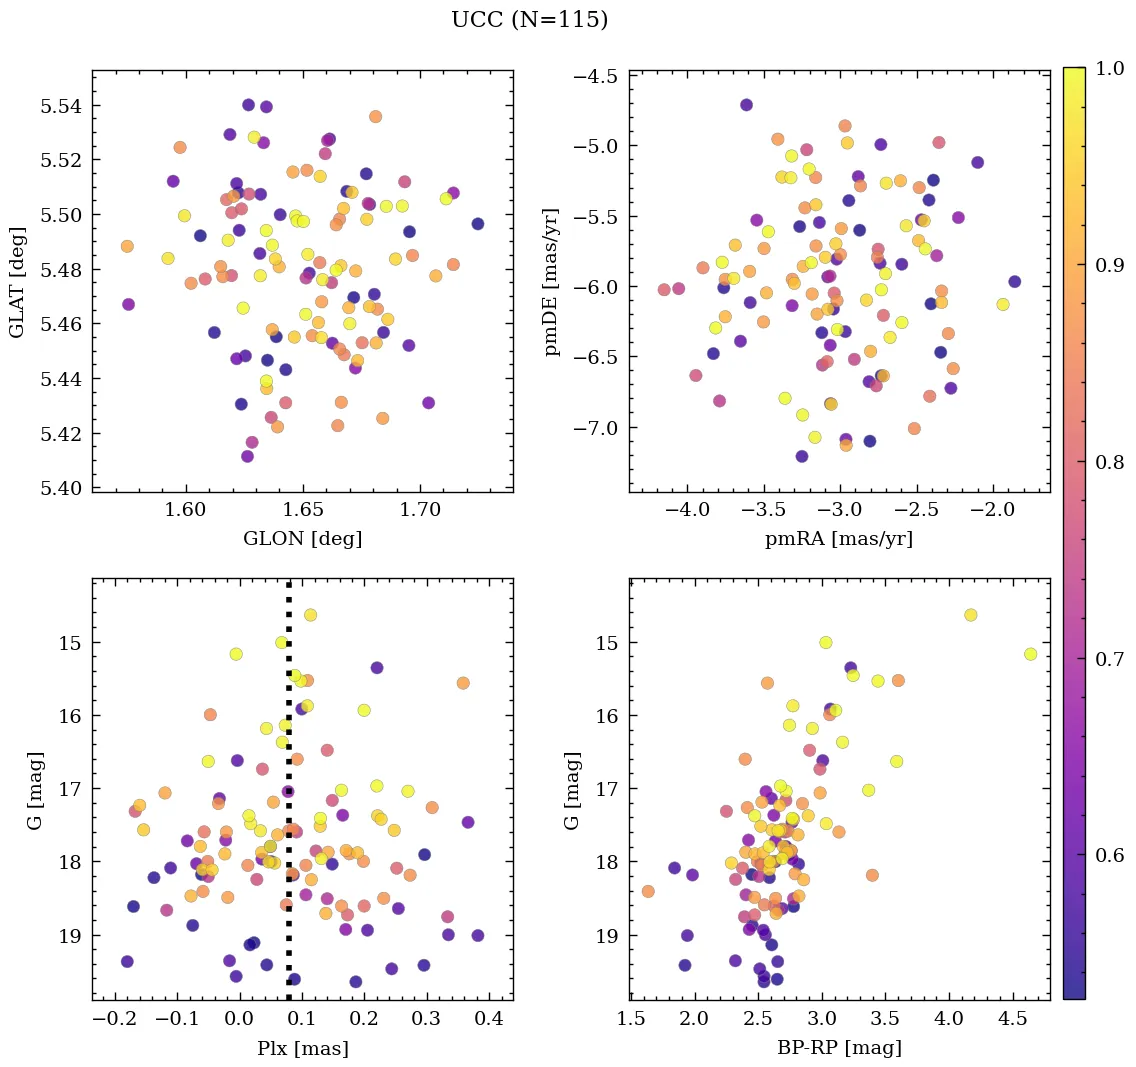 UCC (N=115)
5.54
5.52
5.50
5.48
5.46
5.44
5.42
5.40
GLAT [deg]
1.60 1.65 1.70
GLON [deg]
−4.5
−5.0
−5.5
−6.0
−6.5
−7.0
pmDE [mas/yr]
−4.0 −3.5 −3.0 −2.5 −2.0
pmRA [mas/yr]
15
16
17
18
19
G [mag]
−0.2 −0.1 0.0 0.1 0.2 0.3 0.4
Plx [mas]
15
16
17
18
19
G [mag]
1.5 2.0 2.5 3.0 3.5 4.0 4.5
BP-RP [mag]
1.0
0.9
0.8
0.7
0.6